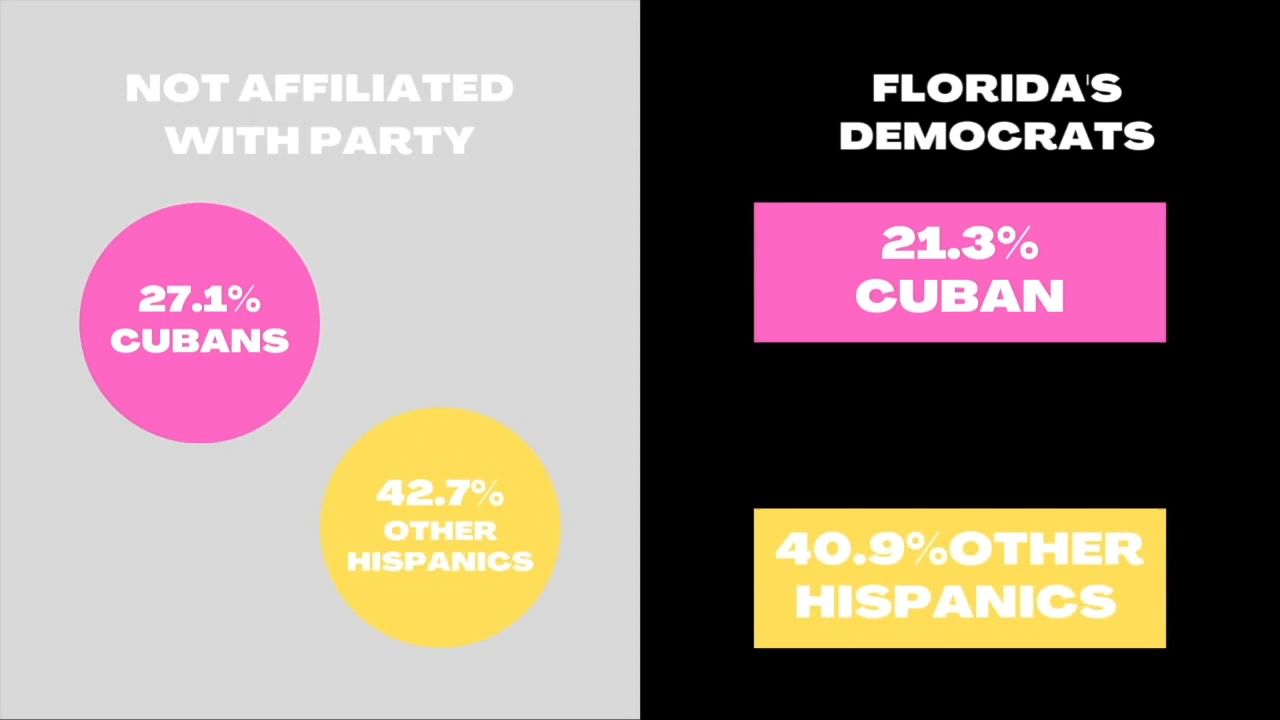 NOT AFFILIATED
WITH PARTY
27.1%
CUBANS
42.7%
OTHER
HISPANICS
FLORIDA'S
DEMOCRATS
21.3%
CUBAN
40.9%OTHER
HISPANICS